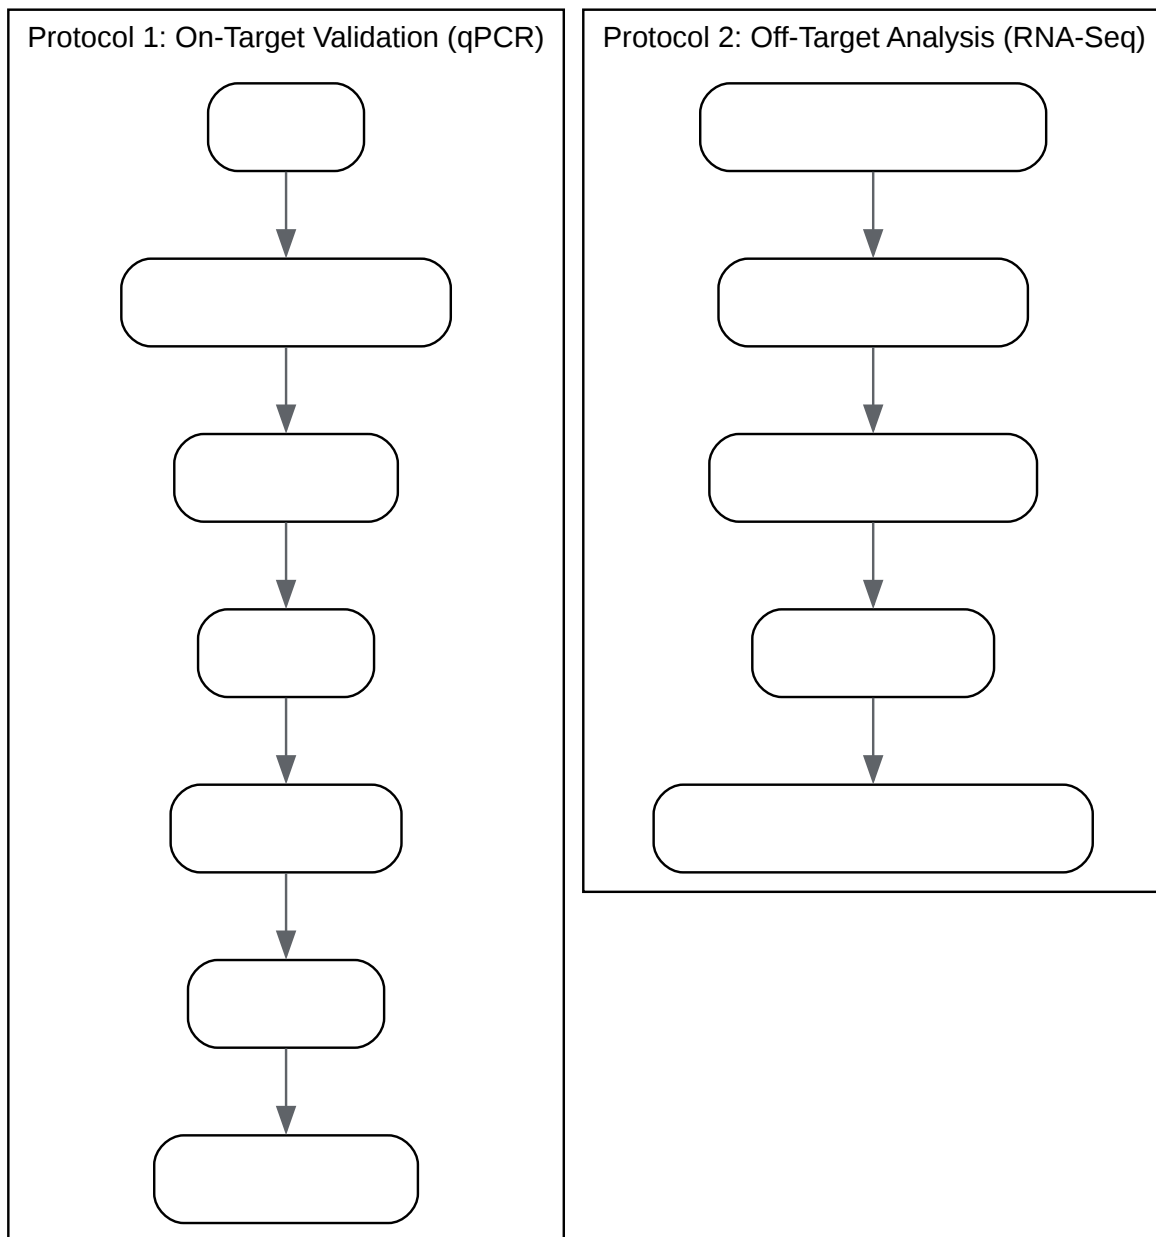 Protocol 1: On-Target Validation (qPCR)
Protocol 2: Off-Target Analysis (RNA-Seq)